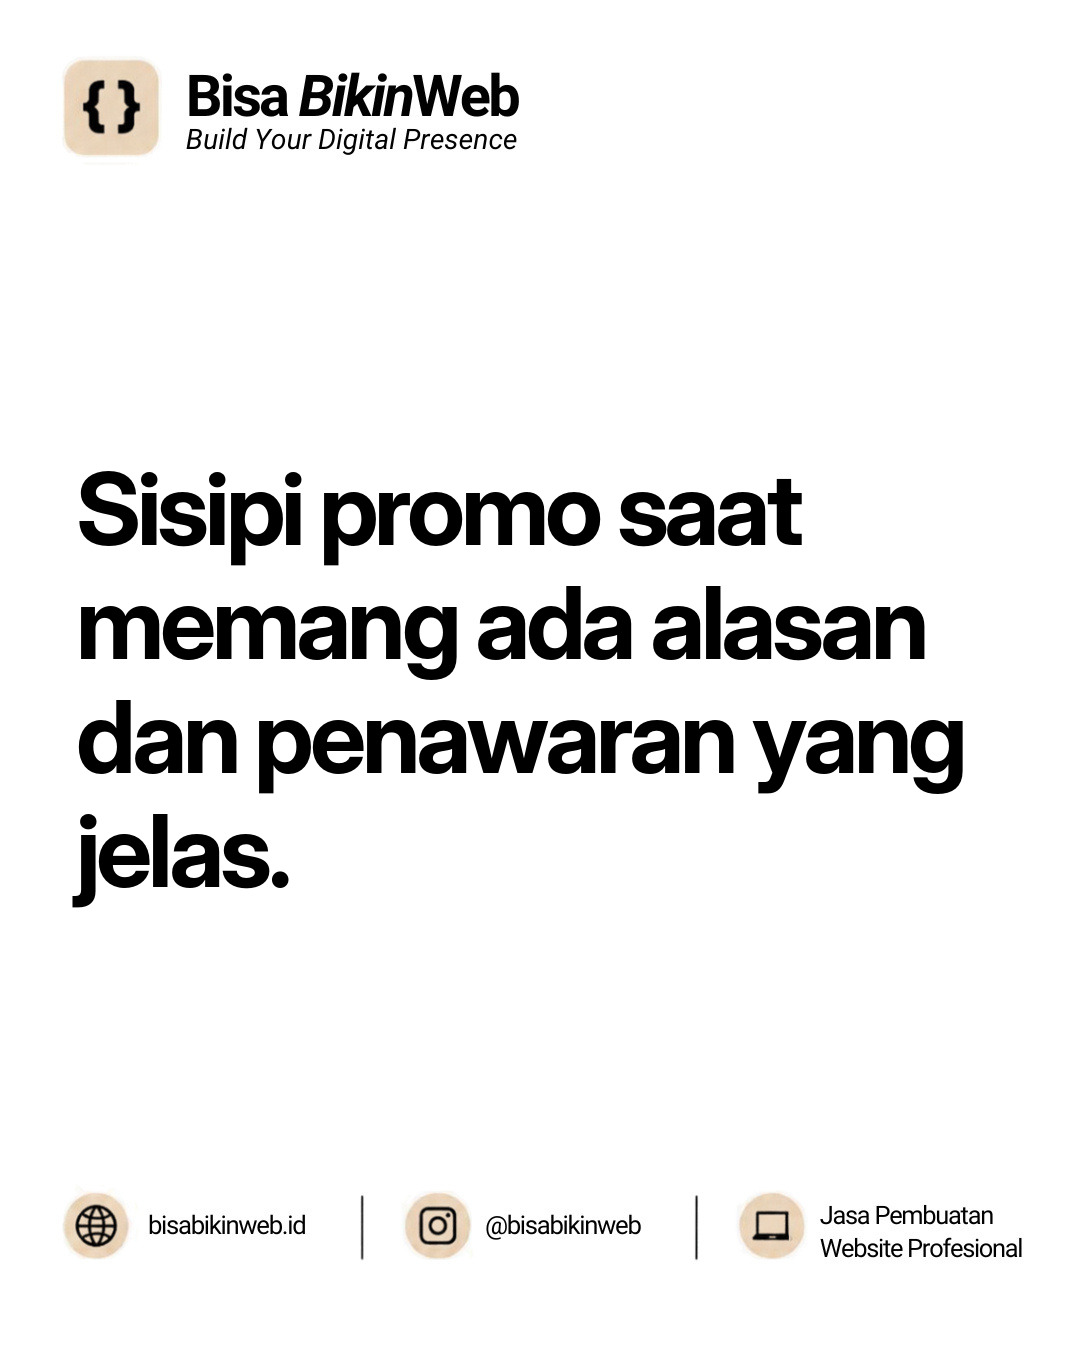 { }
Bisa BikinWeb
Build Your Digital Presence
Sisipi promo saat
memang ada alasan
dan penawaran yang
jelas.
bisabikinweb.id
@bisabikinweb
Jasa Pembuatan
Website Profesional